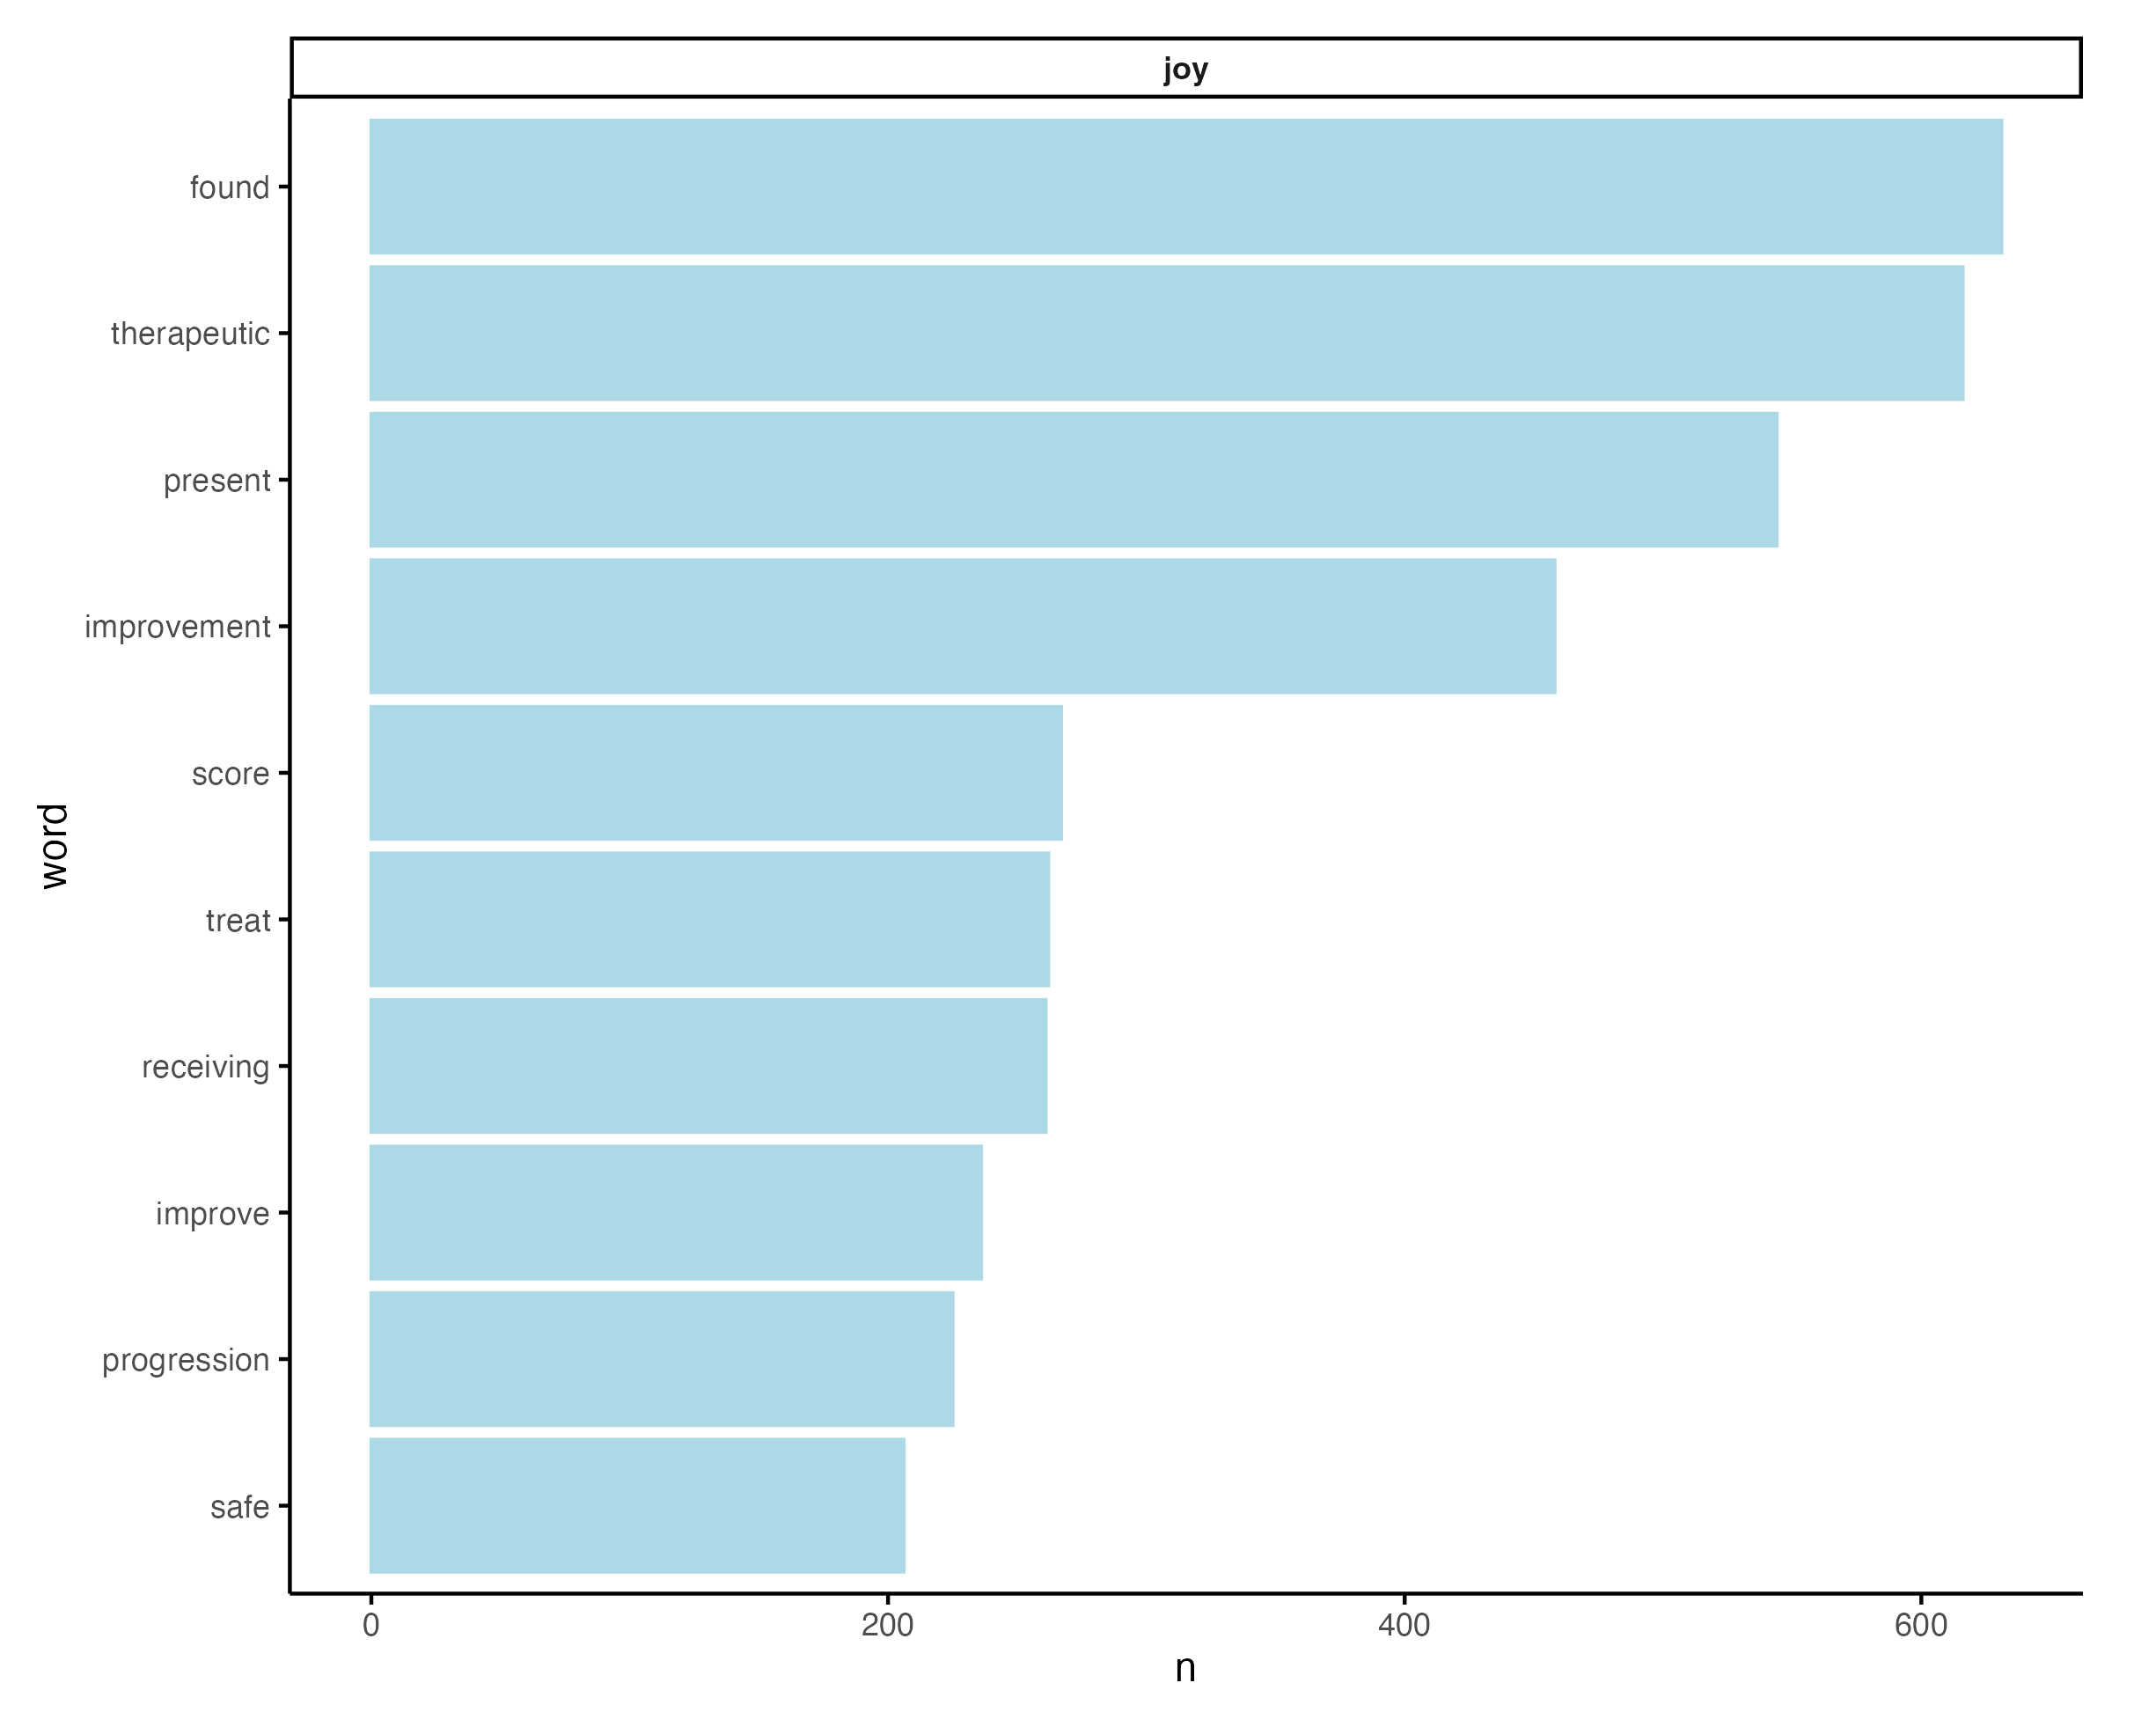 joy
found
therapeutic
present
improvement
score
treat
receiving
improve
progression
safe
word
0 200 400 600
n